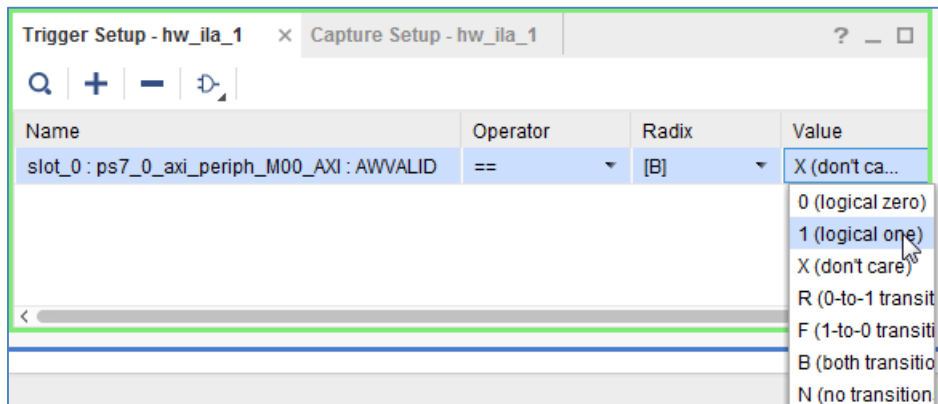 Trigger Setup - hw_ila_1 × Capture Setup - hw_ila_1 ? _ □
Name Operator Radix Value
slot_0 : ps7_0_axi_periph_M00_AXI : AWVALID == [B] X (don't ca...
0 (logical zero)
1 (logical one)
X (don't care)
R (0-to-1 transit
F (1-to-0 transiti
B (both transitio
N (no transition